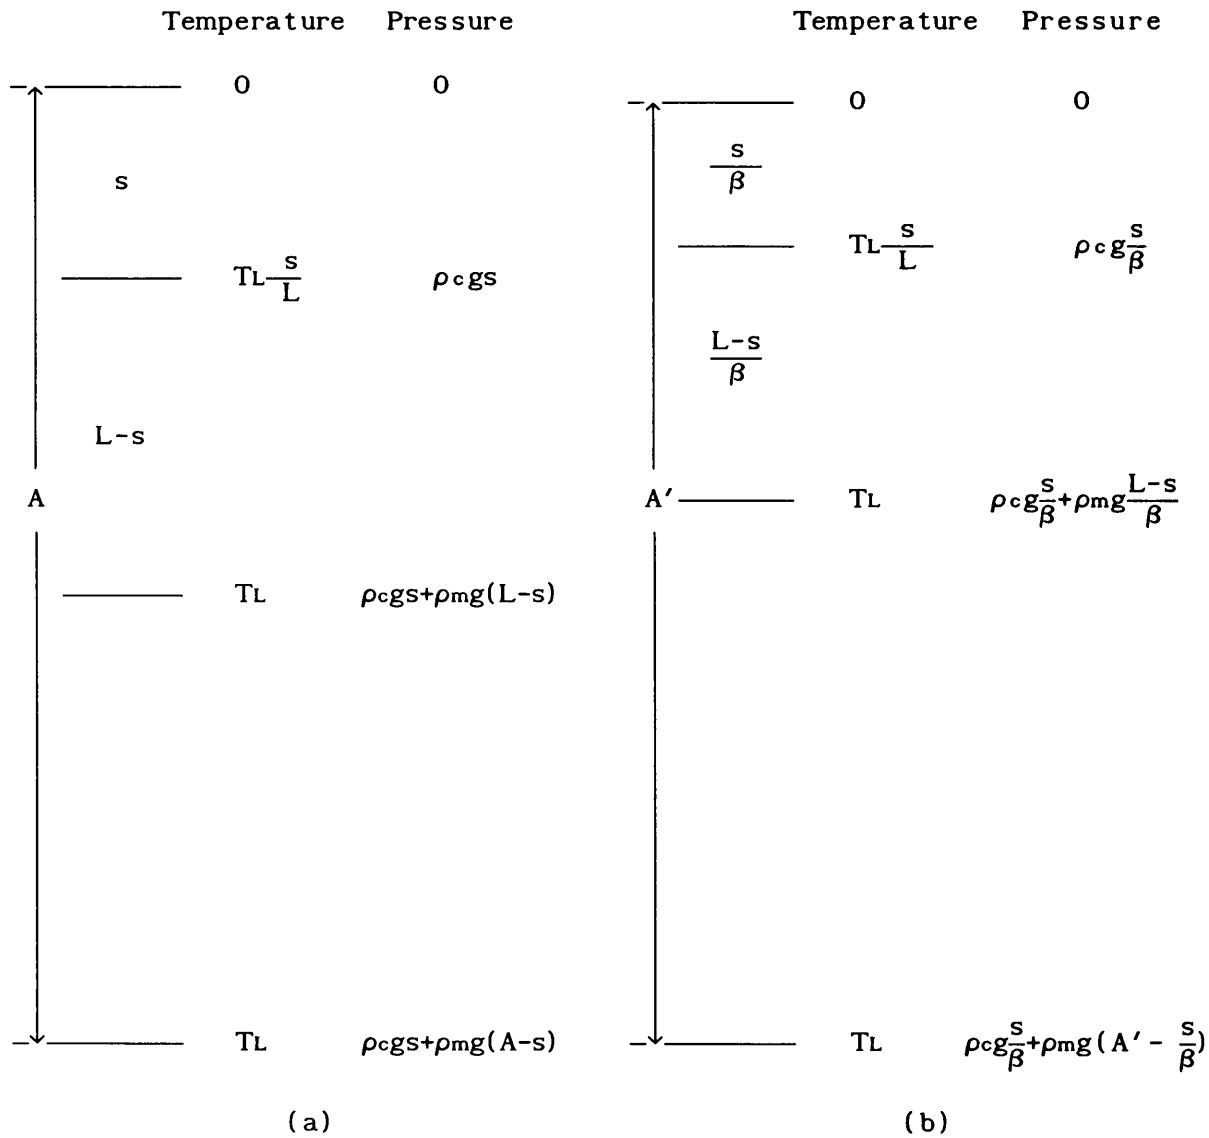 Temperature Pressure Temperature Pressure
0 0
0 0
s
s/β
TL s/L ρcg s/β
TL s/L ρcgs
L-s/β
L-s
A A′ TL ρcg s/β+ρmg L-s/β
TL ρcgs+ρmg(L-s)
TL ρcgs+ρmg(A-s) TL ρcg s/β+ρmg(A′- s/β)
(a) (b)